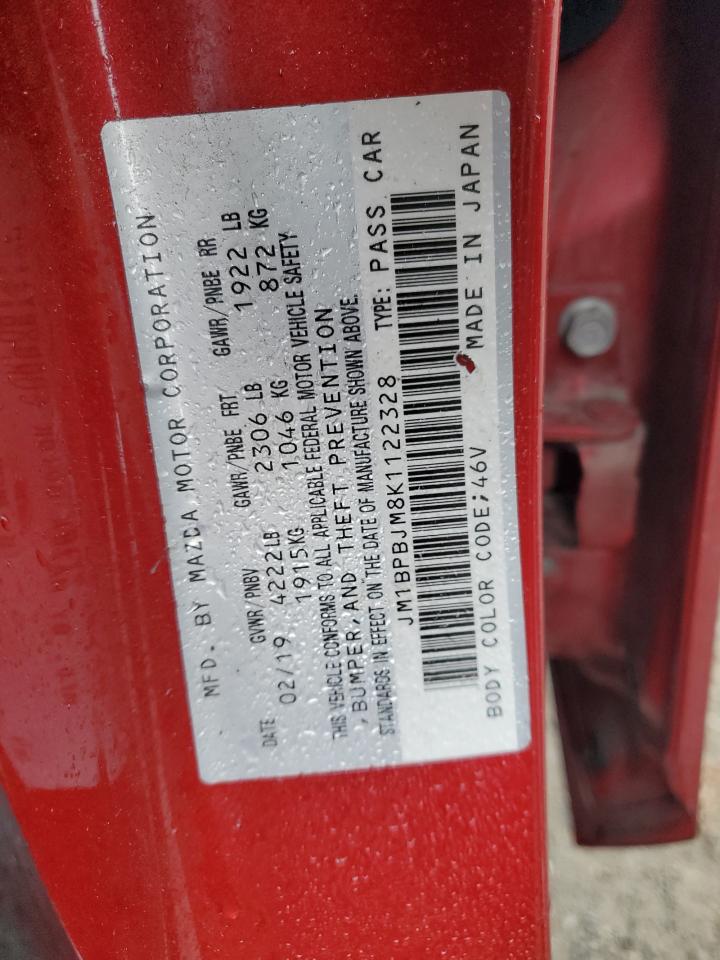 MFD. BY MAZDA MOTOR CORPORATION
DATE GVWR/PNBV GAWR/PNBE FRT GAWR/PNBE RR
02/19 4222LB 2306 LB 1922 LB
1915KG 1046 KG 872 KG
THIS VEHICLE CONFORMS TO ALL APPLICABLE FEDERAL MOTOR VEHICLE SAFETY
, BUMPER, AND THEFT PREVENTION
STANDARDS IN EFFECT ON THE DATE OF MANUFACTURE SHOWN ABOVE.
JM1BPBJM8K1122328 TYPE: PASS CAR
BODY COLOR CODE;46V MADE IN JAPAN